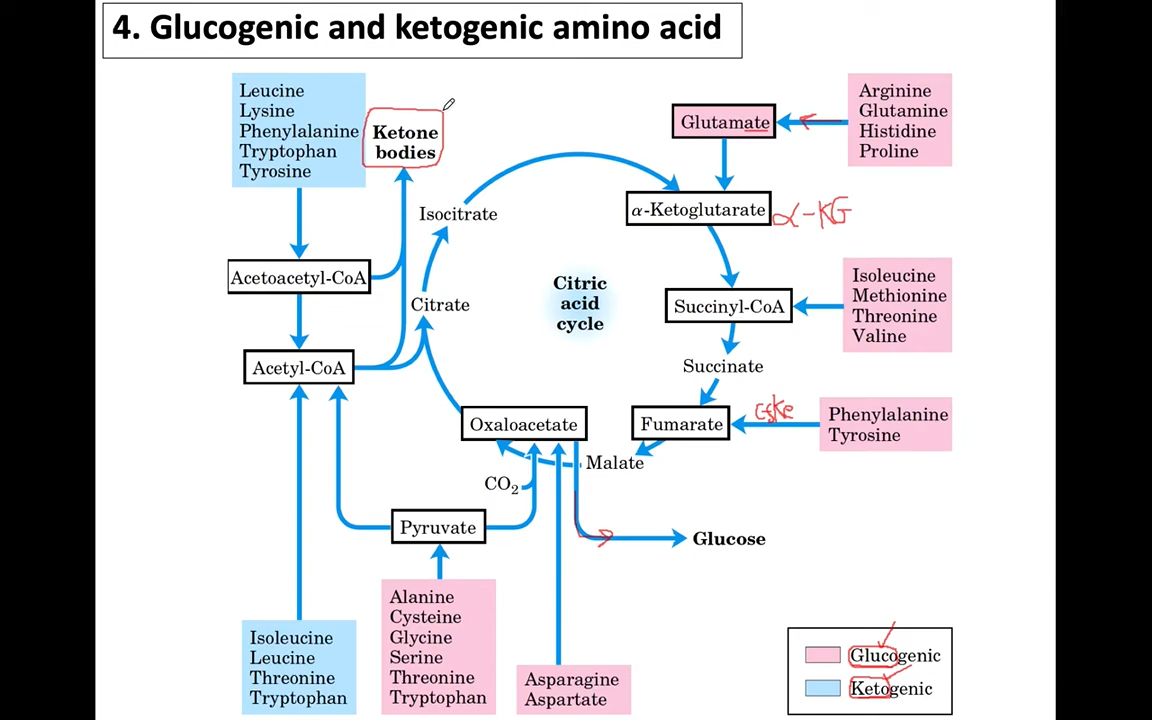 4. Glucogenic and ketogenic amino acid
Leucine
Lysine
Phenylalanine
Tryptophan
Tyrosine
Ketone
bodies
Glutamate
Arginine
Glutamine
Histidine
Proline
Isocitrate
α-Ketoglutarate
α-KG
Acetoacetyl-CoA
Citrate
Citric
acid
cycle
Succinyl-CoA
Isoleucine
Methionine
Threonine
Valine
Acetyl-CoA
Succinate
Oxaloacetate
Fumarate
Phenylalanine
Tyrosine
Malate
CO₂
Pyruvate
Glucose
Alanine
Cysteine
Glycine
Serine
Threonine
Tryptophan
Isoleucine
Leucine
Threonine
Tryptophan
Asparagine
Aspartate
Glucogenic
Ketogenic